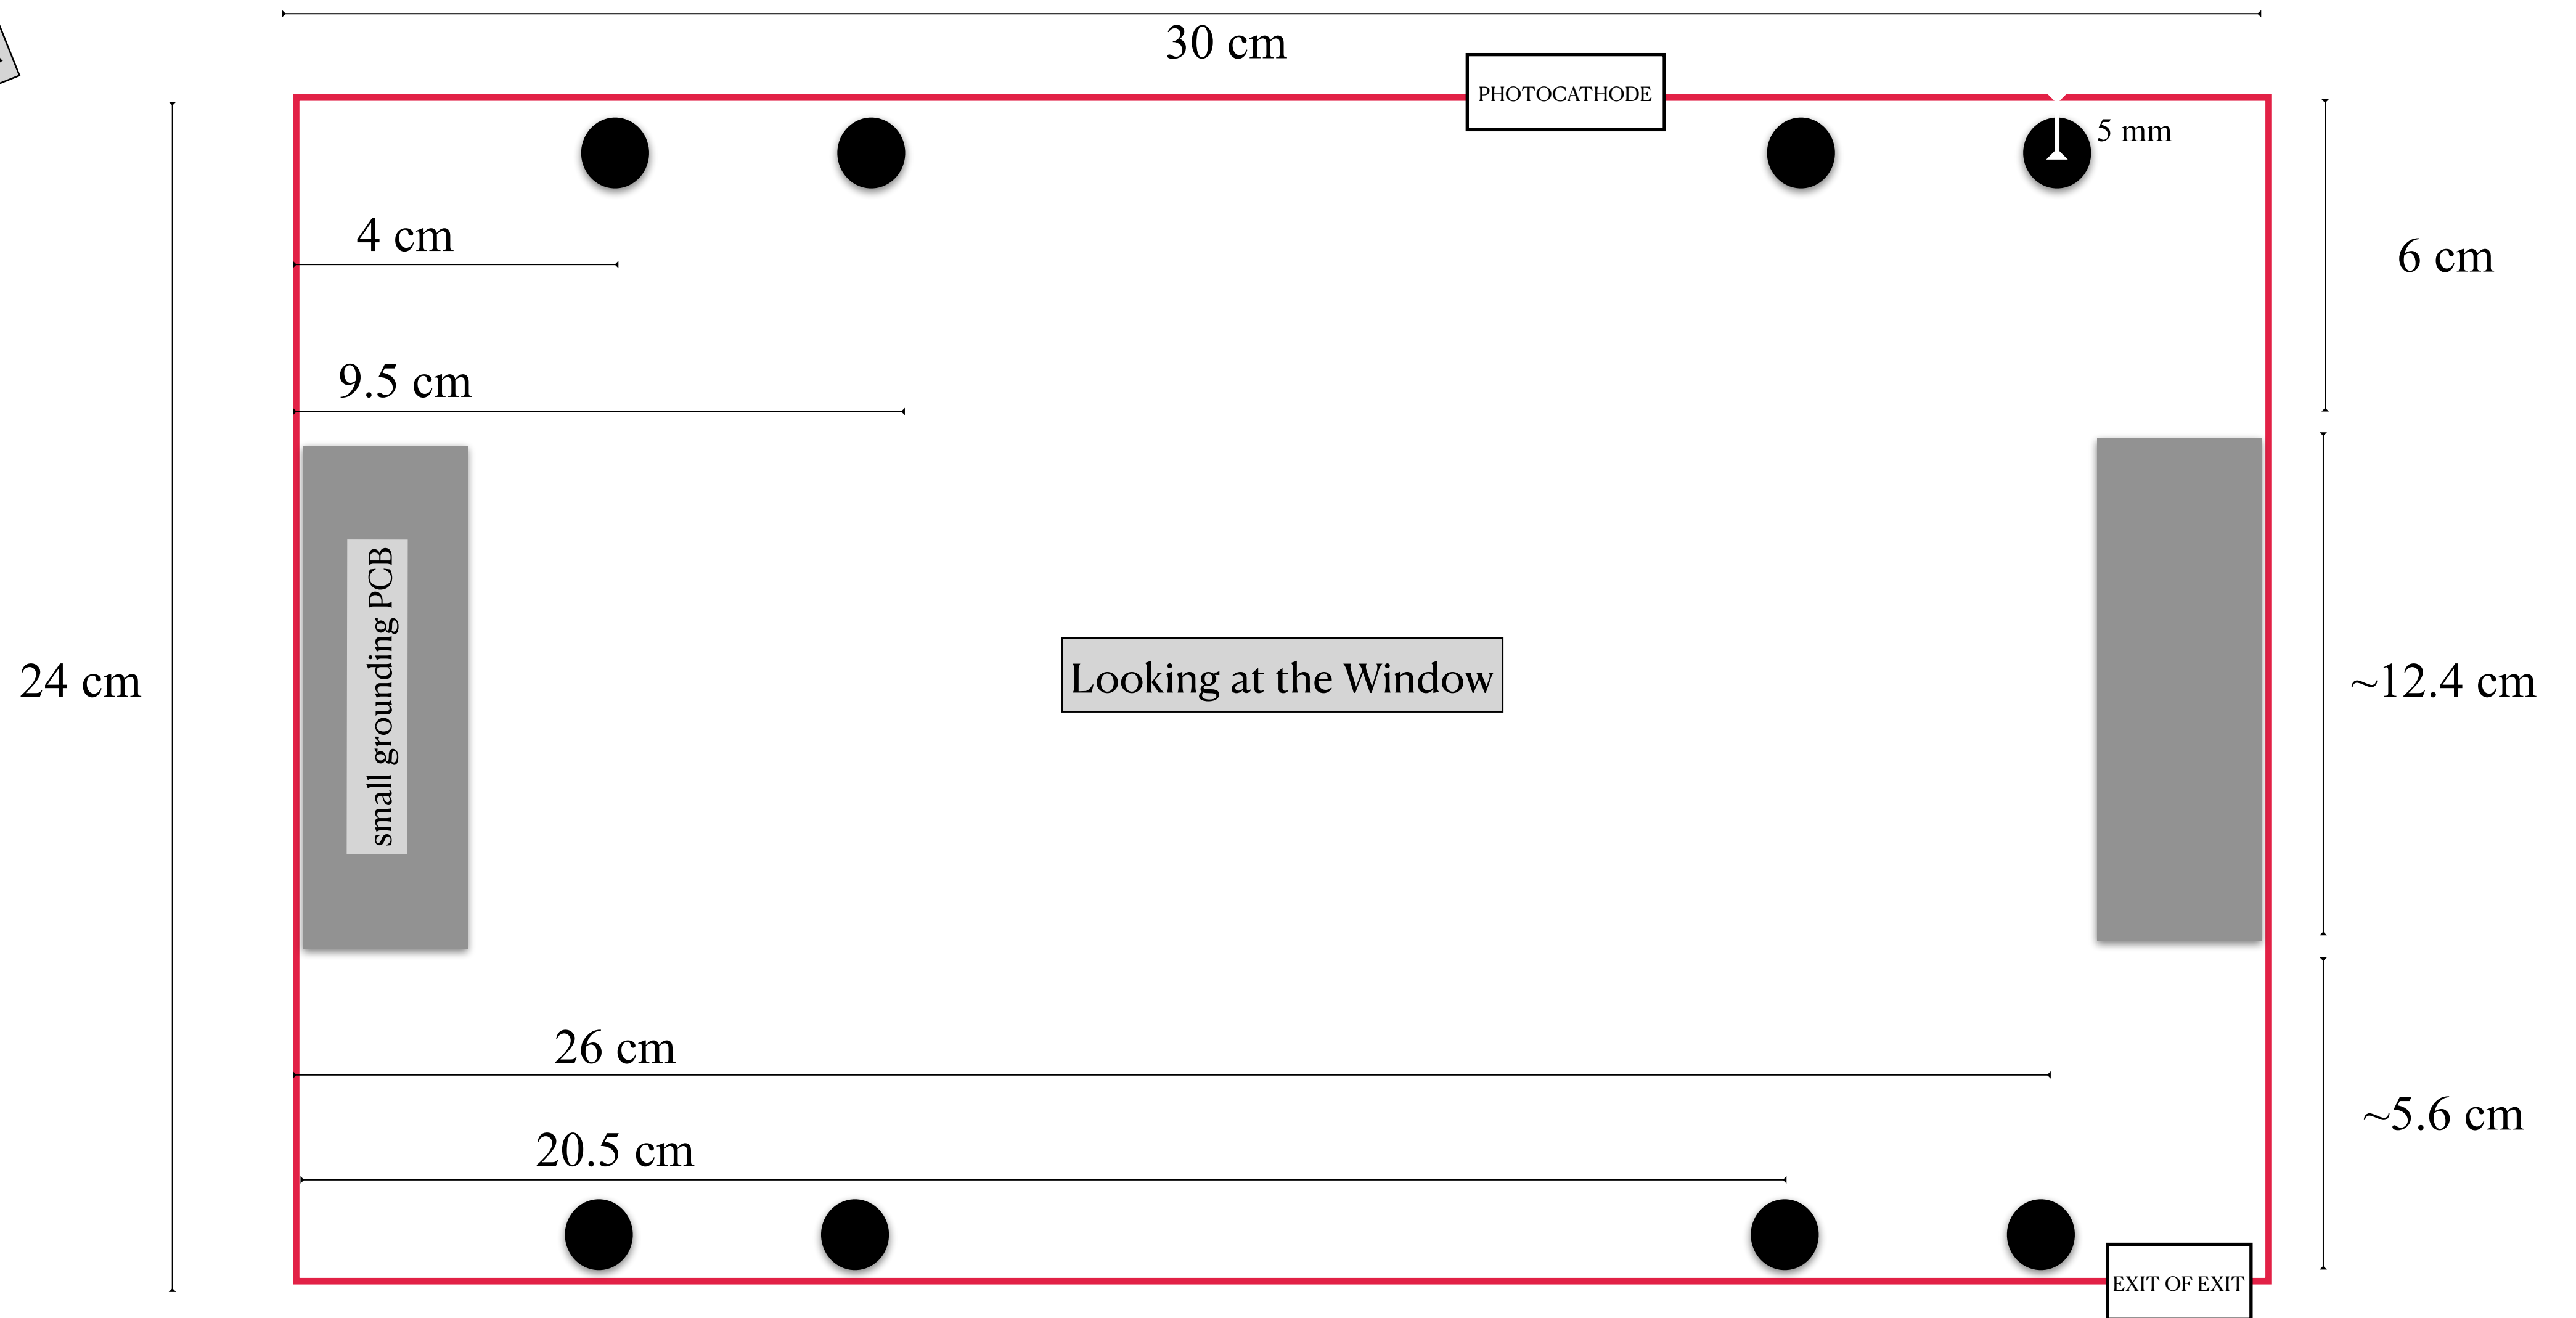 30 cm
PHOTOCATHODE
5 mm
4 cm
6 cm
9.5 cm
small grounding PCB
Looking at the Window
24 cm
~12.4 cm
26 cm
~5.6 cm
20.5 cm
EXIT OF EXIT